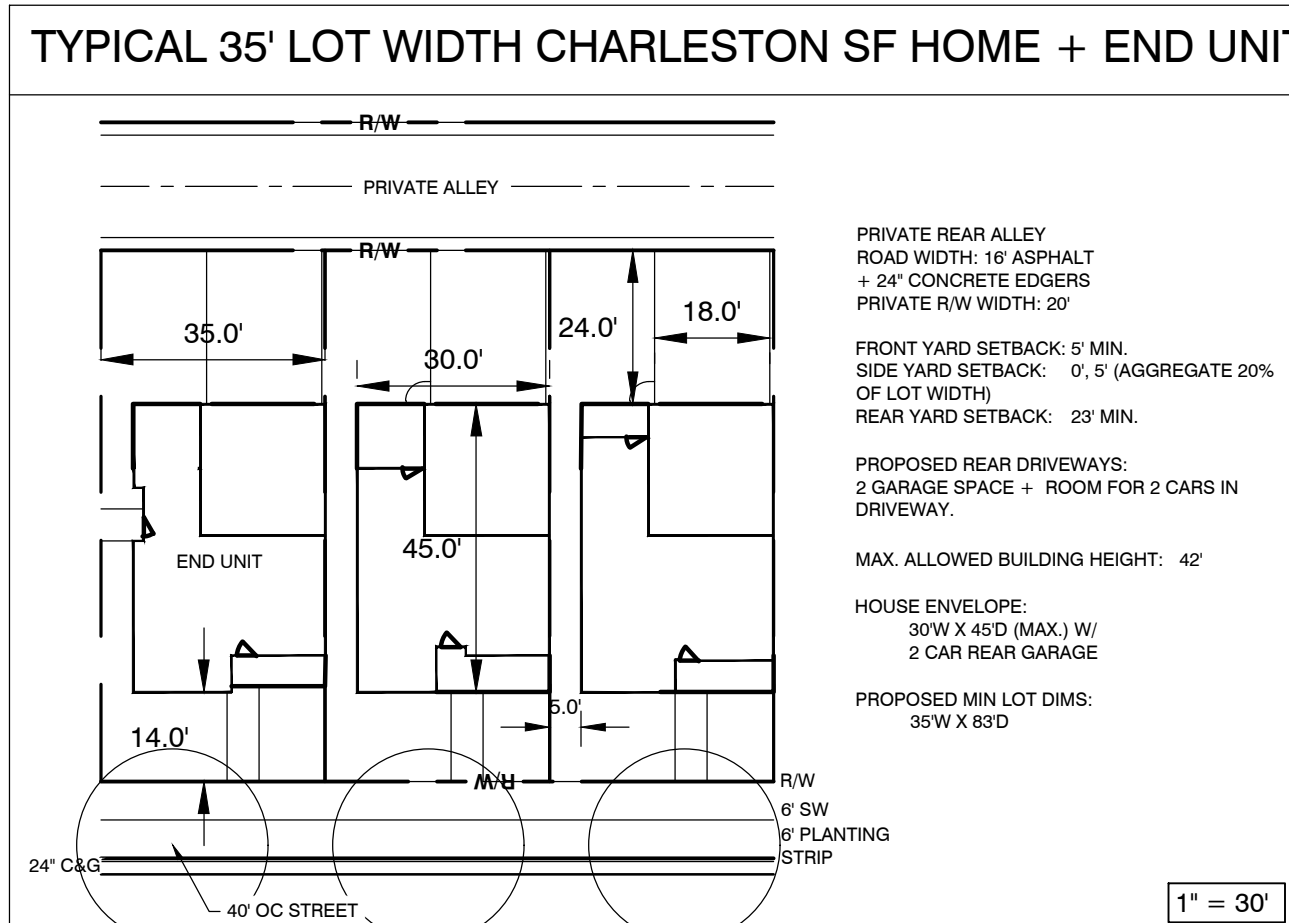 TYPICAL 35' LOT WIDTH CHARLESTON SF HOME + END UNIT
R/W
PRIVATE ALLEY
R/W
35.0'
30.0'
24.0'
18.0'
45.0'
END UNIT
5.0'
14.0'
R/W
R/W
6' SW
6' PLANTING
STRIP
24" C&G
40' OC STREET
PRIVATE REAR ALLEY
ROAD WIDTH: 16' ASPHALT
+ 24" CONCRETE EDGERS
PRIVATE R/W WIDTH: 20'
FRONT YARD SETBACK: 5' MIN.
SIDE YARD SETBACK: 0', 5' (AGGREGATE 20%
OF LOT WIDTH)
REAR YARD SETBACK: 23' MIN.
PROPOSED REAR DRIVEWAYS:
2 GARAGE SPACE + ROOM FOR 2 CARS IN
DRIVEWAY.
MAX. ALLOWED BUILDING HEIGHT: 42'
HOUSE ENVELOPE:
30'W X 45'D (MAX.) W/
2 CAR REAR GARAGE
PROPOSED MIN LOT DIMS:
35'W X 83'D
1" = 30'